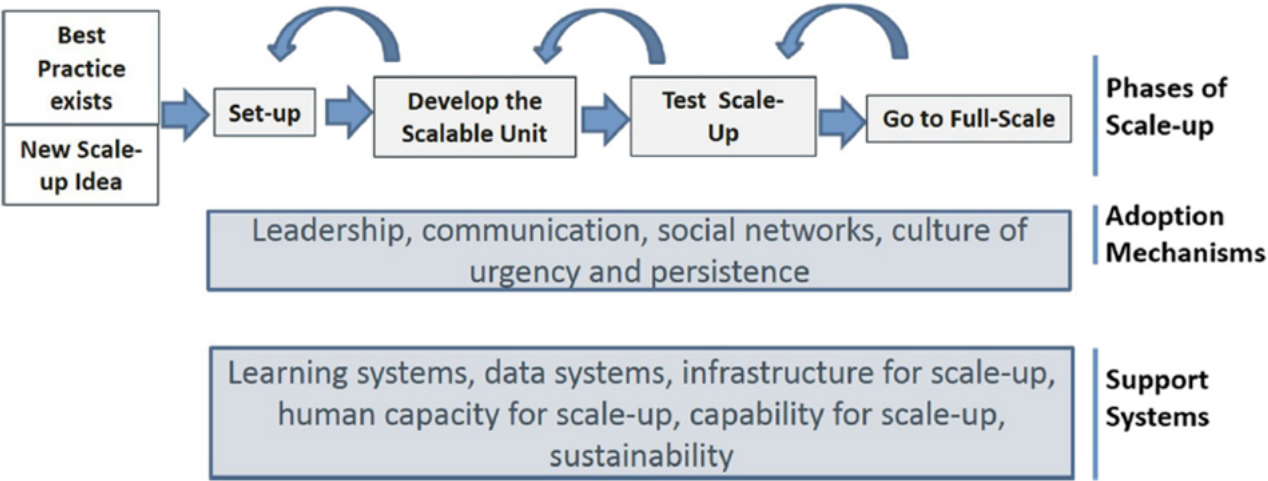 Best
Practice
exists
New Scale-
up Idea
Set-up
Develop the
Scalable Unit
Test Scale-
Up
Go to Full-Scale
Phases of
Scale-up
Leadership, communication, social networks, culture of
urgency and persistence
Adoption
Mechanisms
Learning systems, data systems, infrastructure for scale-up,
human capacity for scale-up, capability for scale-up,
sustainability
Support
Systems